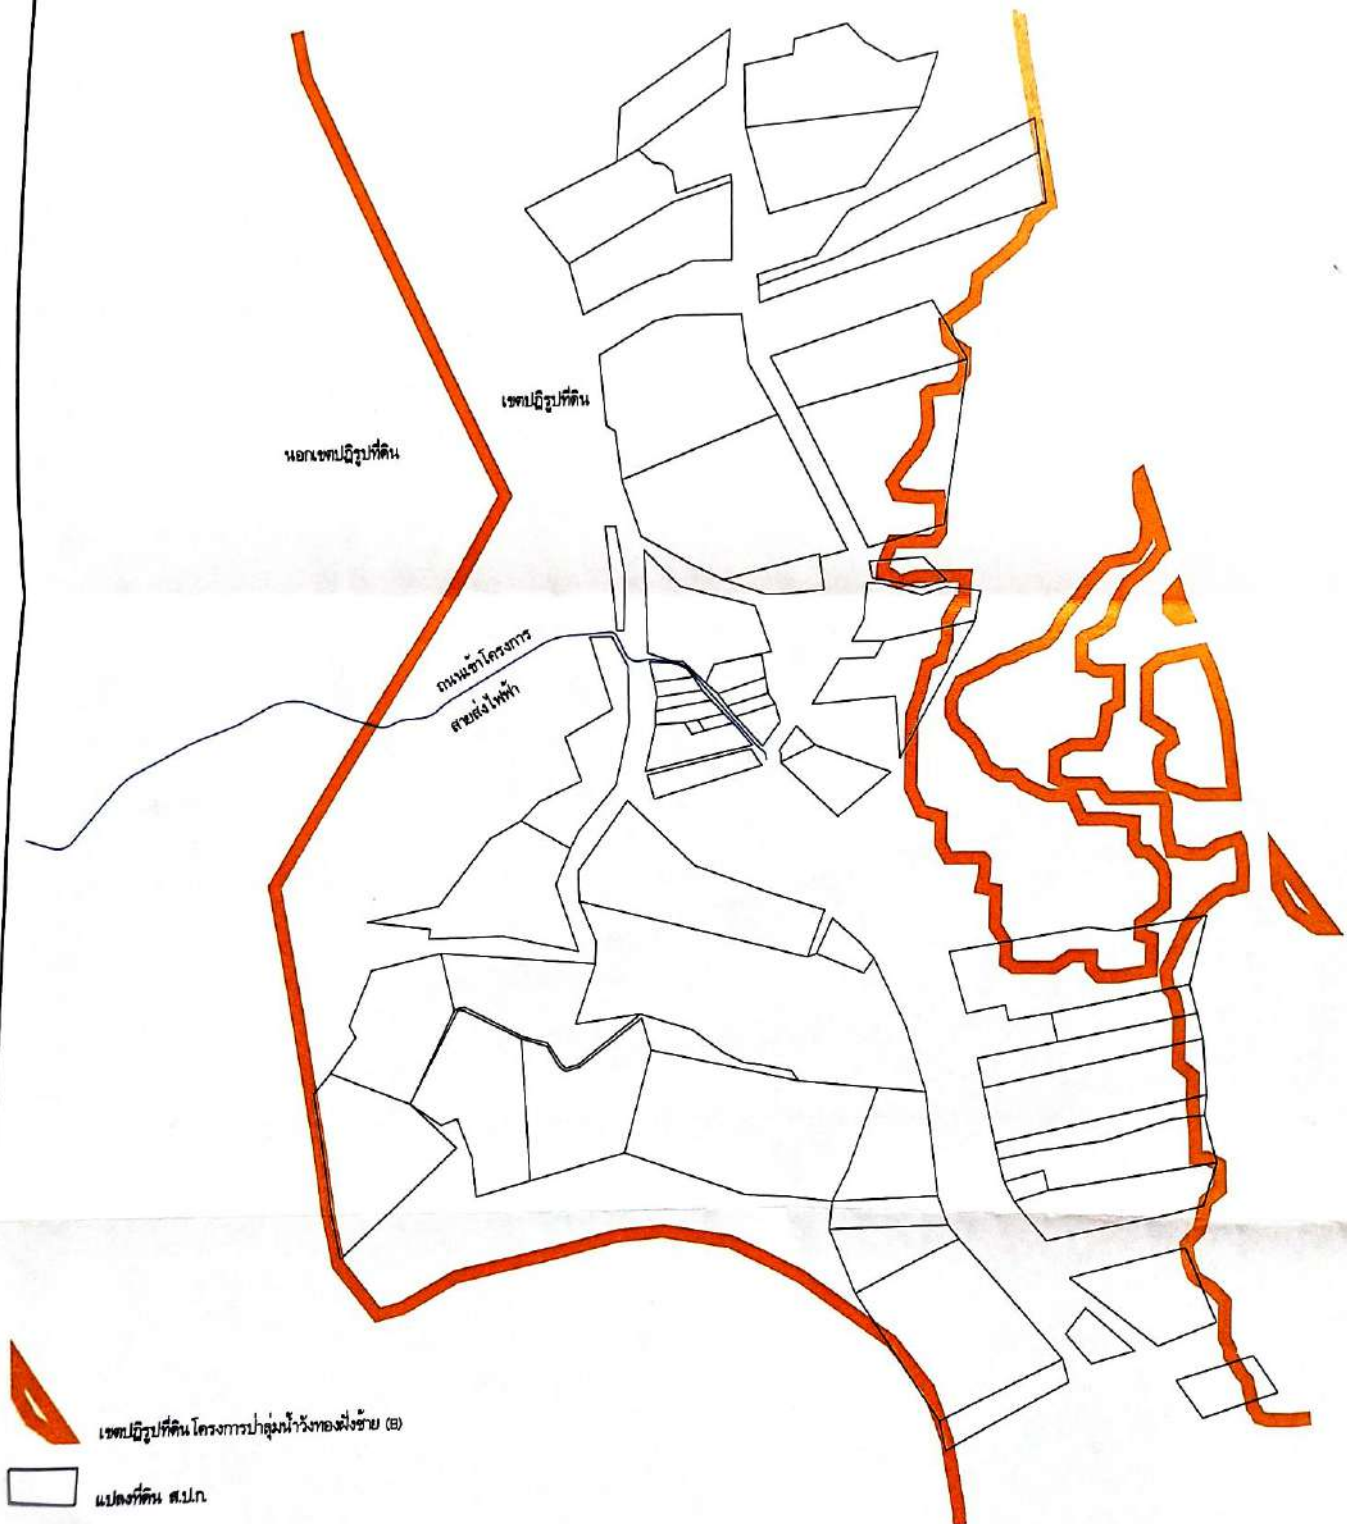 เขตปฏิรูปที่ดิน
นอกเขตปฏิรูปที่ดิน
ถนนเข้าโครงการ
สายส่งไฟฟ้า
เขตปฏิรูปที่ดิน โครงการป่าลุ่มน้ำวังทองฝั่งซ้าย (B)
แปลงที่ดิน ส.ป.ก.